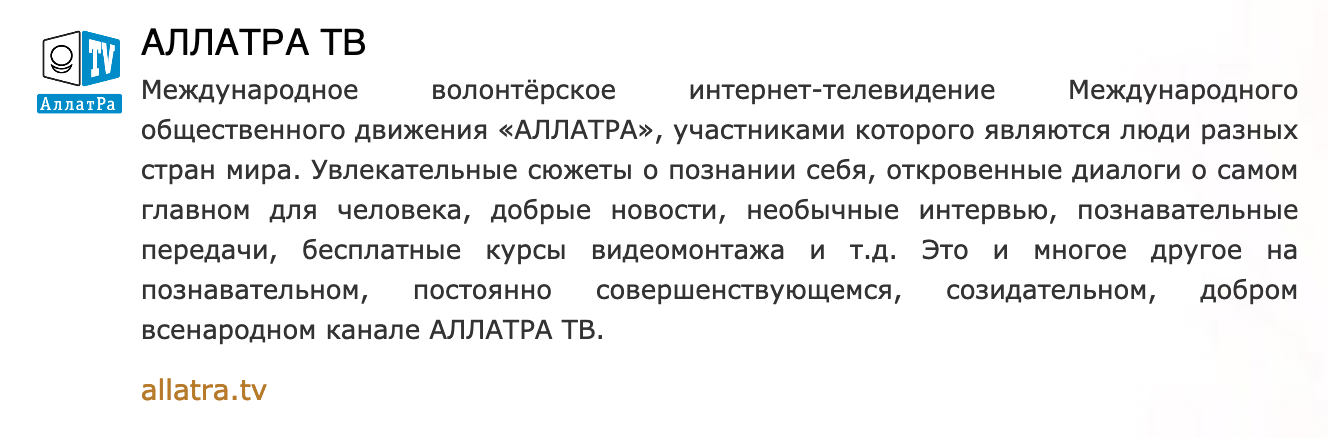 АЛЛАТРА ТВ
TV
АллатРа
Международное волонтёрское интернет-телевидение Международного
общественного движения «АЛЛАТРА», участниками которого являются люди разных
стран мира. Увлекательные сюжеты о познании себя, откровенные диалоги о самом
главном для человека, добрые новости, необычные интервью, познавательные
передачи, бесплатные курсы видеомонтажа и т.д. Это и многое другое на
познавательном, постоянно совершенствующемся, созидательном, добром
всенародном канале АЛЛАТРА ТВ.
allatra.tv